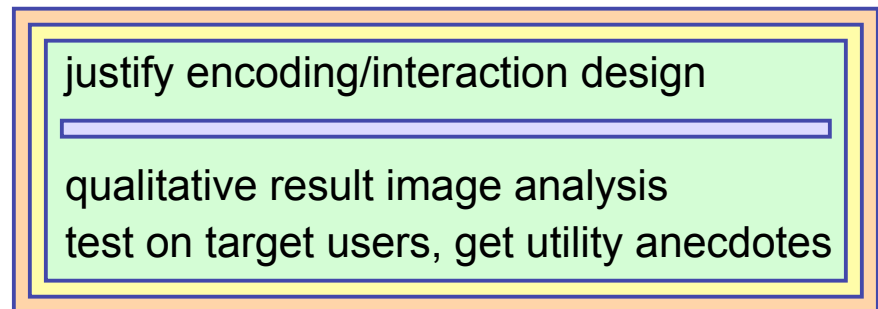 justify encoding/interaction design
qualitative result image analysis
test on target users, get utility anecdotes